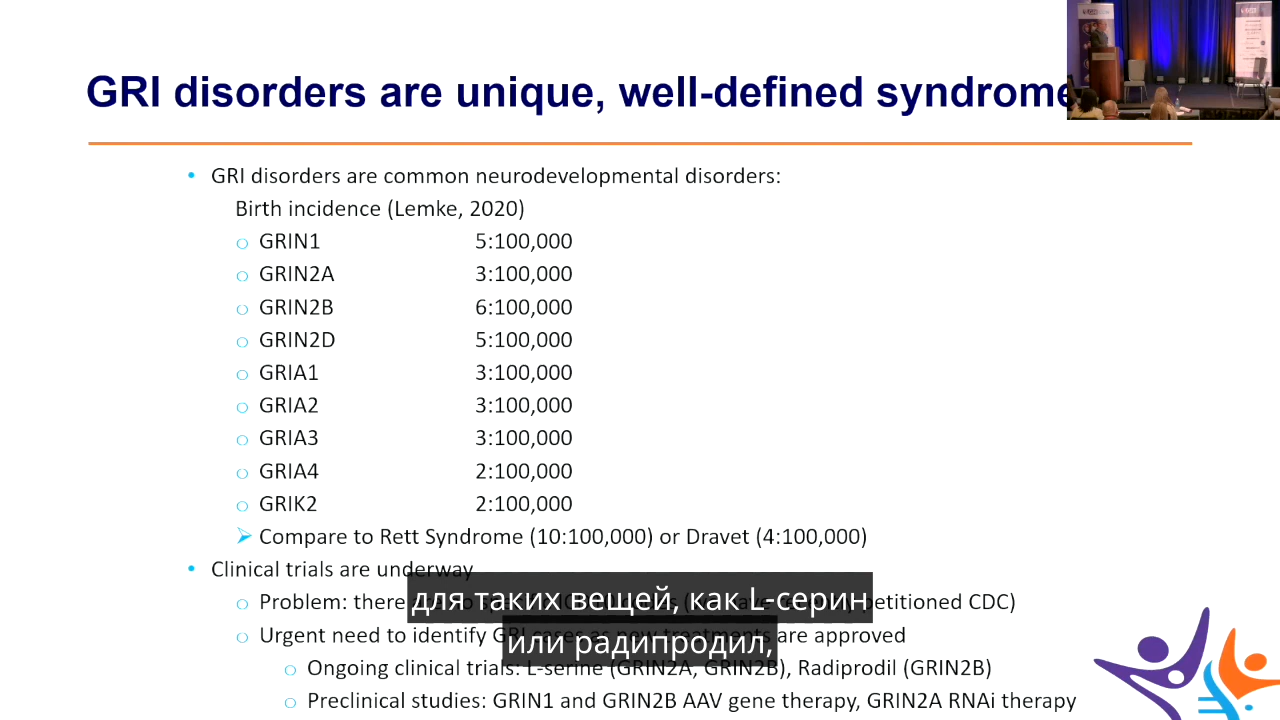 GRI disorders are unique, well-defined syndrome
• GRI disorders are common neurodevelopmental disorders:
Birth incidence (Lemke, 2020)
GRIN1 5:100,000
GRIN2A 3:100,000
GRIN2B 6:100,000
GRIN2D 5:100,000
GRIA1 3:100,000
GRIA2 3:100,000
GRIA3 3:100,000
GRIA4 2:100,000
GRIK2 2:100,000
Compare to Rett Syndrome (10:100,000) or Dravet (4:100,000)
• Clinical trials are underway
Problem: there petitioned CDC)
Urgent need to identify GRI cases as new treatments are approved
Ongoing clinical trials: L-serine (GRIN2A, GRIN2B), Radiprodil (GRIN2B)
Preclinical studies: GRIN1 and GRIN2B AAV gene therapy, GRIN2A RNAi therapy
для таких вещей, как L-серин
или радипродил,